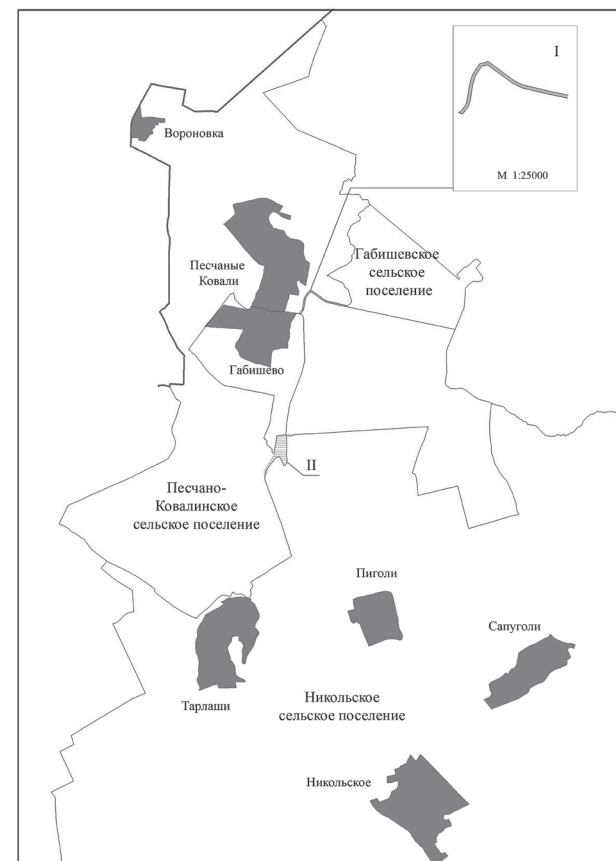 I
М 1:25000
Вороновка
Песчаные
Ковали
Габишевское
сельское
поселение
Габишево
II
Песчано-
Ковалинское
сельское поселение
Пиголи
Сапуголи
Тарлаши
Никольское
сельское поселение
Никольское